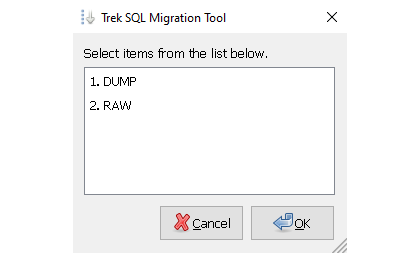 Trek SQL Migration Tool
Select items from the list below.
1. DUMP
2. RAW
Cancel
OK